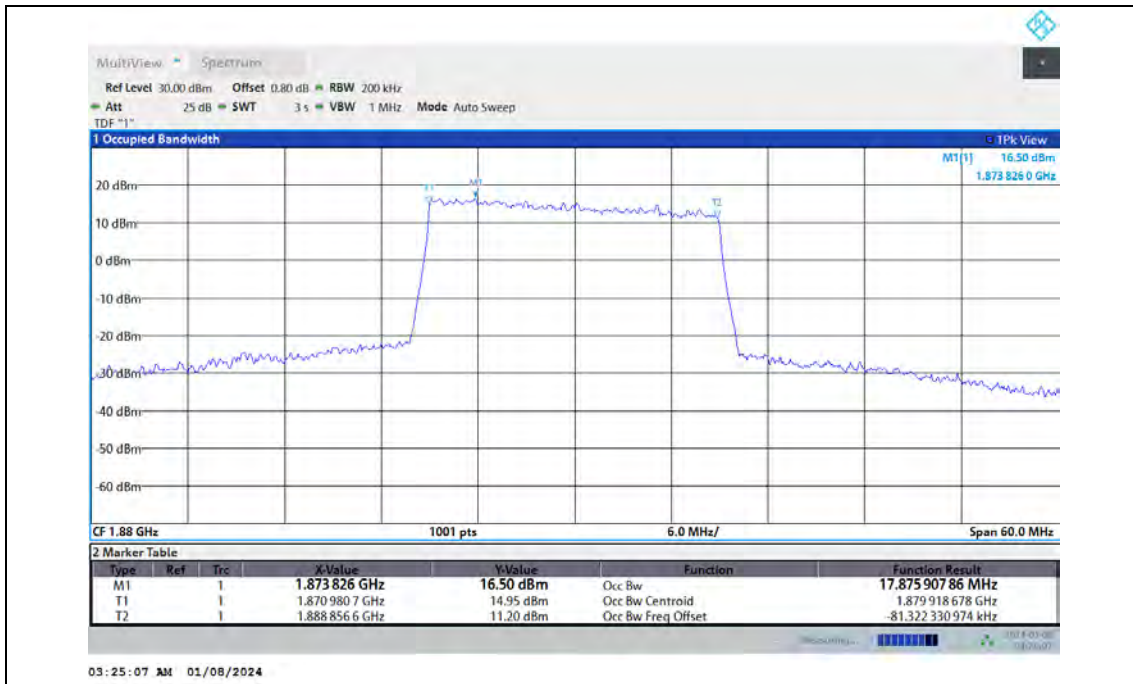 MultiView Spectrum
Ref Level 30.00 dBm Offset 0.80 dB RBW 200 kHz
Att 25 dB SWT 3 s VBW 1 MHz Mode Auto Sweep
TDF "1"
1 Occupied Bandwidth 1Pk View
M1[1] 16.50 dBm
1.873 826 0 GHz
T1 M1 T2
20 dBm
10 dBm
0 dBm
-10 dBm
-20 dBm
-30 dBm
-40 dBm
-50 dBm
-60 dBm
CF 1.88 GHz 1001 pts 6.0 MHz/ Span 60.0 MHz
2 Marker Table
Type Ref Trc X-Value Y-Value Function Function Result
M1 1 1.873 826 GHz 16.50 dBm Occ Bw 17.875 907 86 MHz
T1 1 1.870 980 7 GHz 14.95 dBm Occ Bw Centroid 1.879 918 678 GHz
T2 1 1.888 856 6 GHz 11.20 dBm Occ Bw Freq Offset -81.322 330 974 kHz
Measuring...
03:25:07 AM 01/08/2024